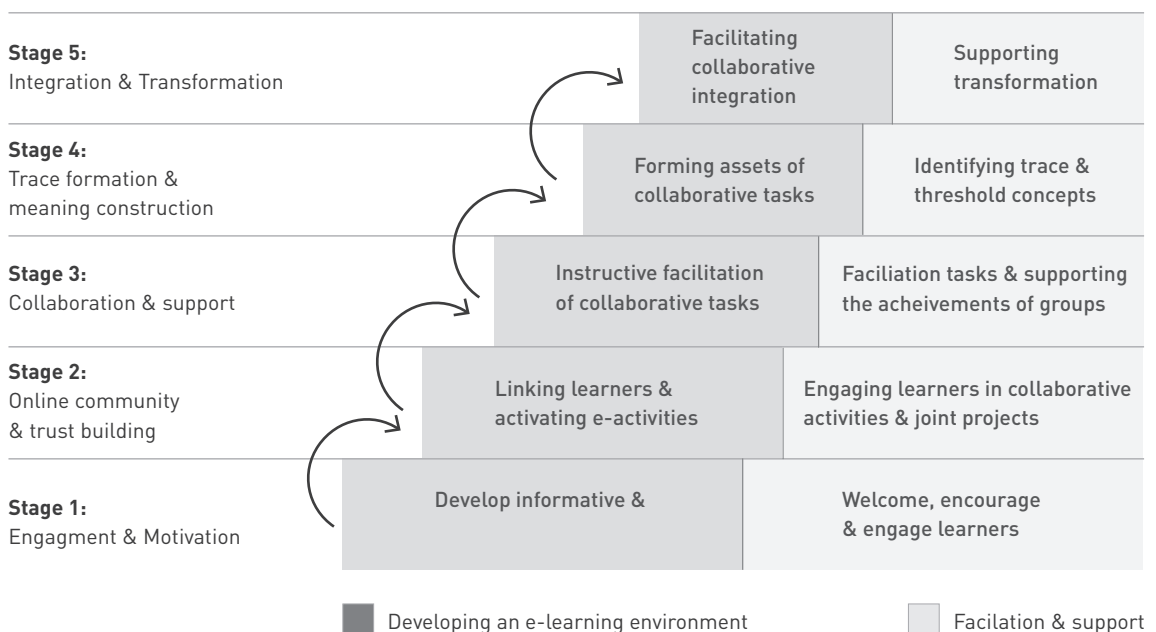 Stage 5:
Integration & Transformation
Facilitating
collaborative
integration
Supporting
transformation
Stage 4:
Trace formation &
meaning construction
Forming assets of
collaborative tasks
Identifying trace &
threshold concepts
Stage 3:
Collaboration & support
Instructive facilitation
of collaborative tasks
Faciliation tasks & supporting
the acheivements of groups
Stage 2:
Online community
& trust building
Linking learners &
activating e-activities
Engaging learners in collaborative
activities & joint projects
Stage 1:
Engagment & Motivation
Develop informative &
Welcome, encourage
& engage learners
Developing an e-learning environment
Facilation & support